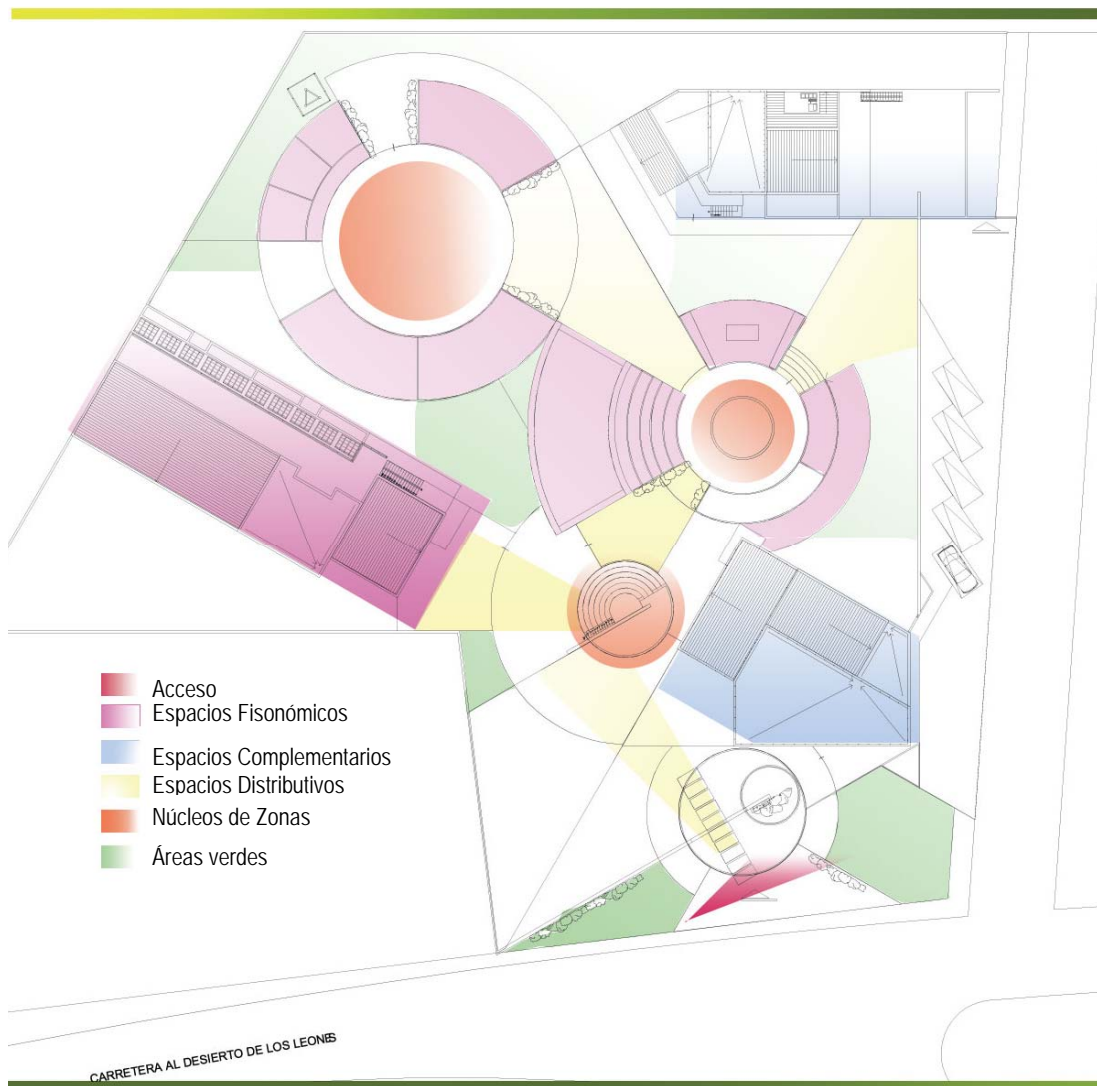 Acceso
Espacios Fisonómicos
Espacios Complementarios
Espacios Distributivos
Núcleos de Zonas
Áreas verdes
CARRETERA AL DESIERTO DE LOS LEONES